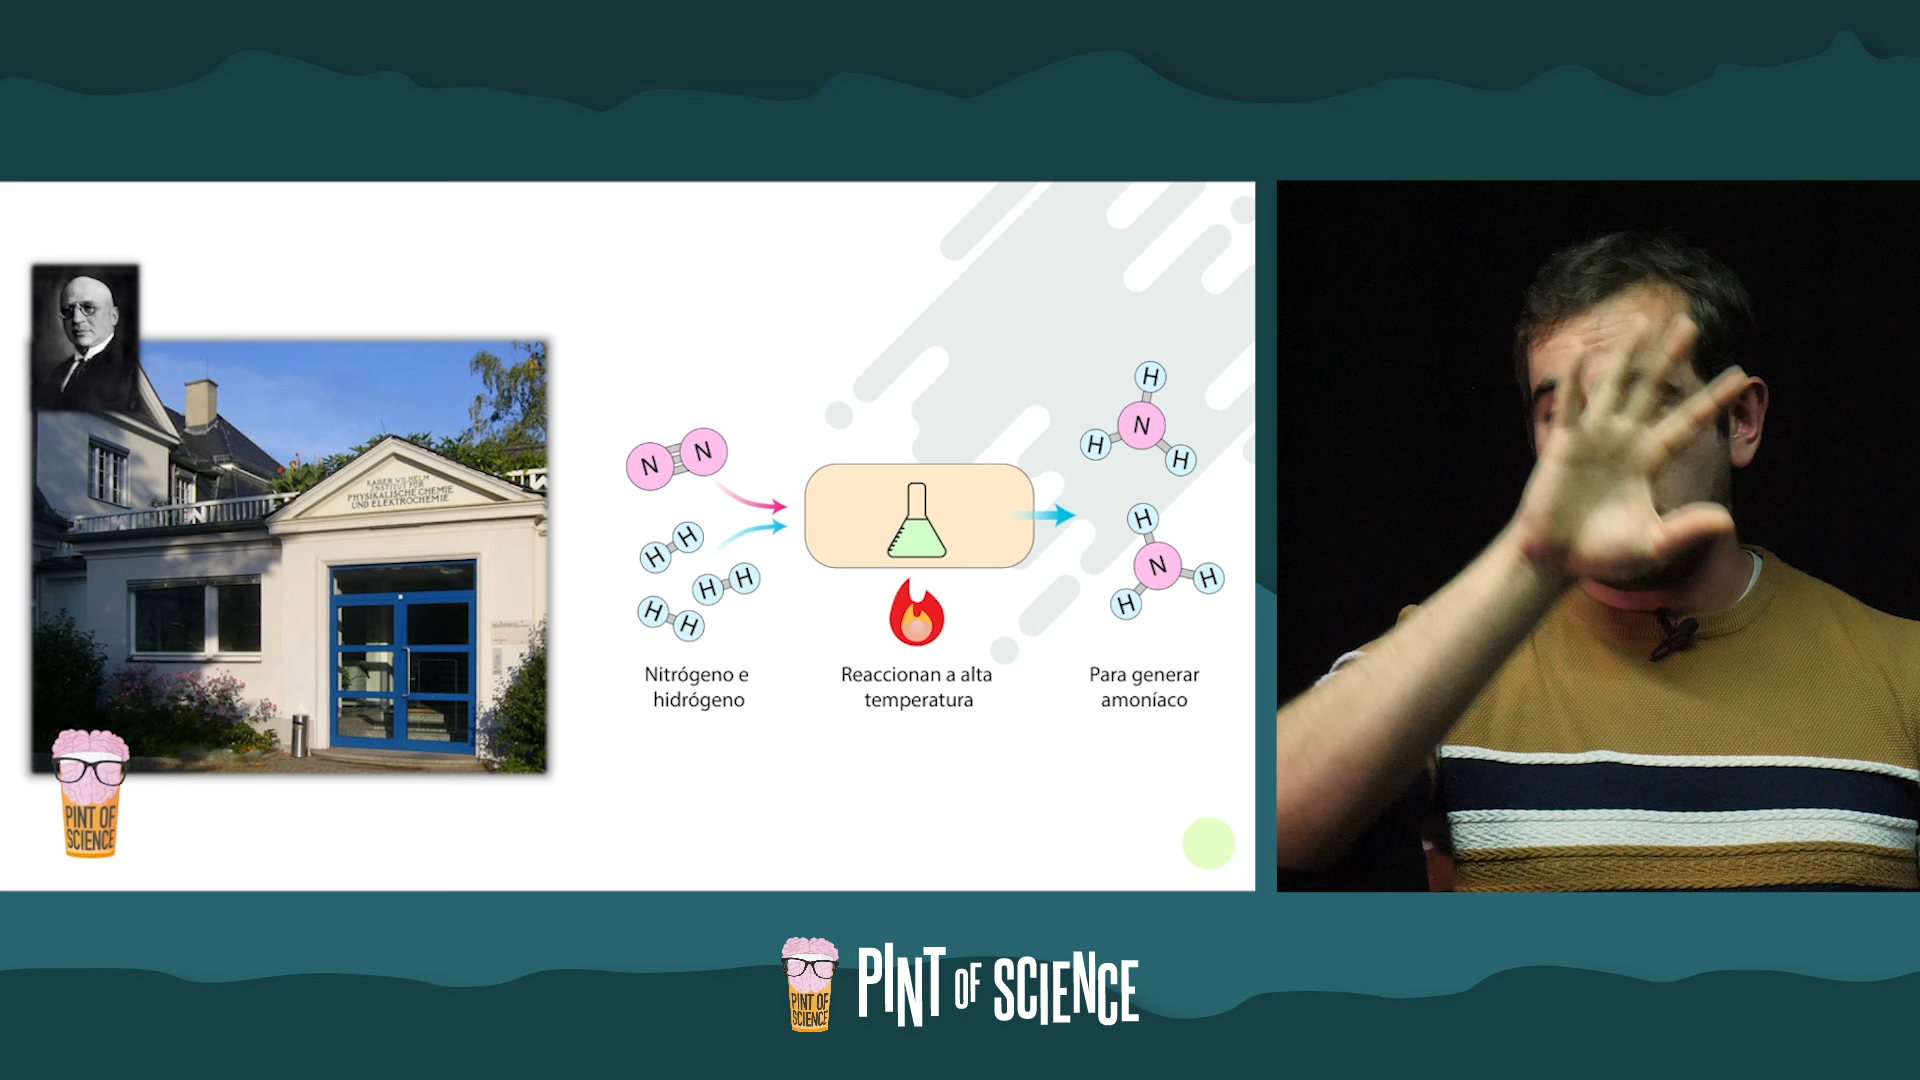 KAISER WILHELM
INSTITUT FÜR
PHYSIKALISCHE CHEMIE
UND ELEKTROCHEMIE
N N
H H
H H
H H
H
N
H H
H
N
H H
Nitrógeno e
hidrógeno
Reaccionan a alta
temperatura
Para generar
amoníaco
PINT OF
SCIENCE
PINT OF
SCIENCE
PINT OF SCIENCE